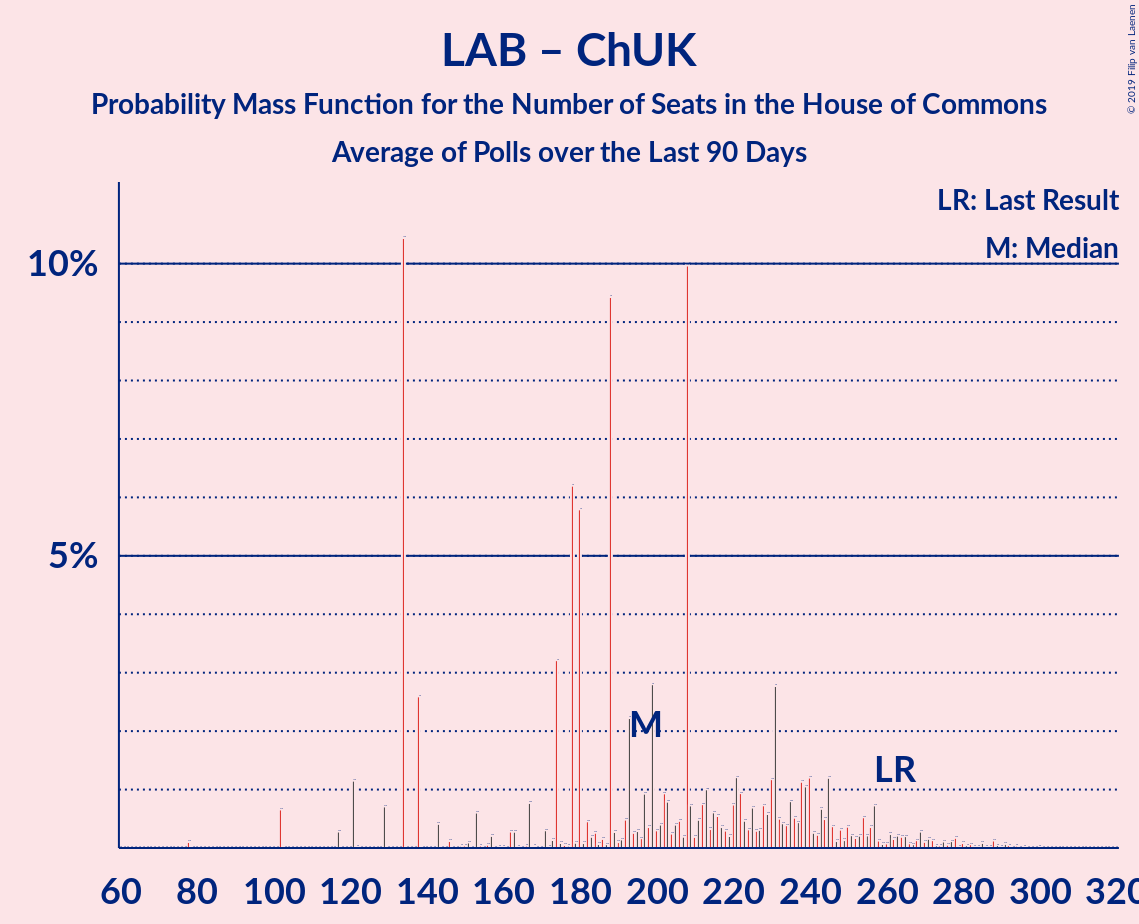 LAB – ChUK
Probability Mass Function for the Number of Seats in the House of Commons
Average of Polls over the Last 90 Days
© 2019 Filip van Laenen
LR: Last Result
M: Median
10%
5%
M
LR
60 80 100 120 140 160 180 200 220 240 260 280 300 320